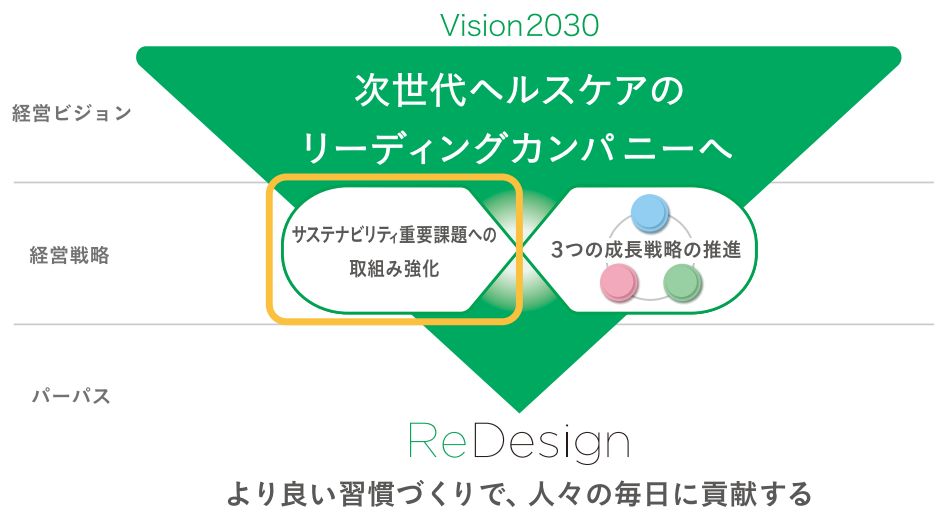 Vision2030
経営ビジョン
次世代ヘルスケアの
リーディングカンパニーへ
経営戦略
サステナビリティ重要課題への
取組み強化
3つの成長戦略の推進
パーパス
ReDesign
より良い習慣づくりで、人々の毎日に貢献する